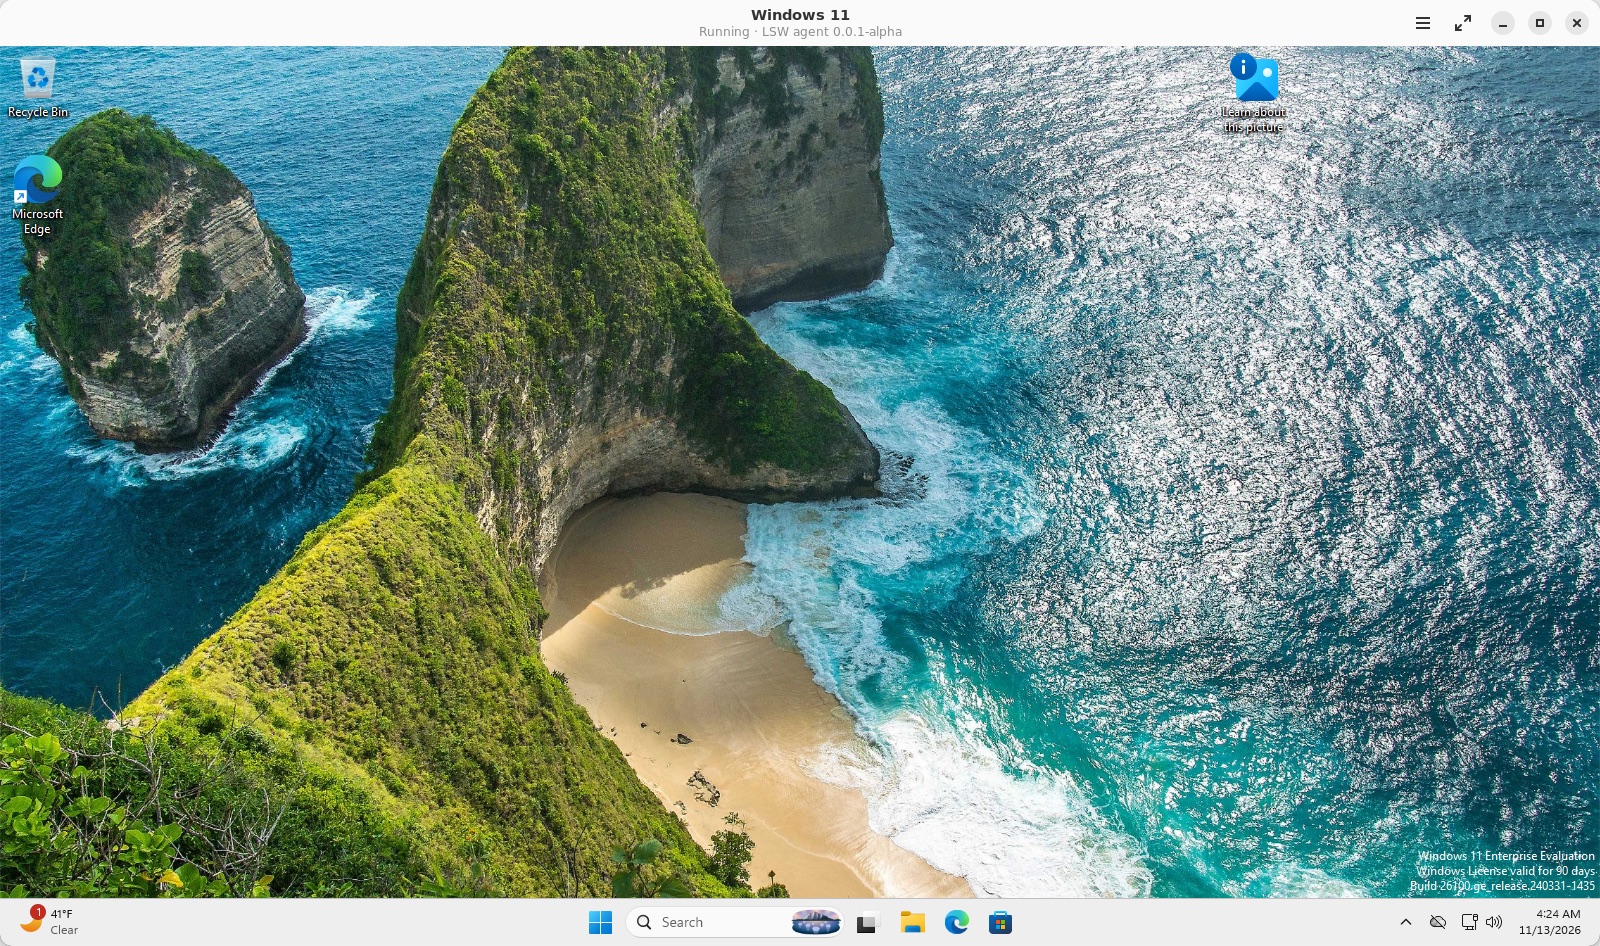 Windows 11
Running · LSW agent 0.0.1-alpha
Recycle Bin
Microsoft
Edge
Learn about
this picture
Windows 11 Enterprise Evaluation
Windows License valid for 90 days
Build 26100.ge_release.240331-1435
1
41°F
Clear
Search
4:24 AM
11/13/2026